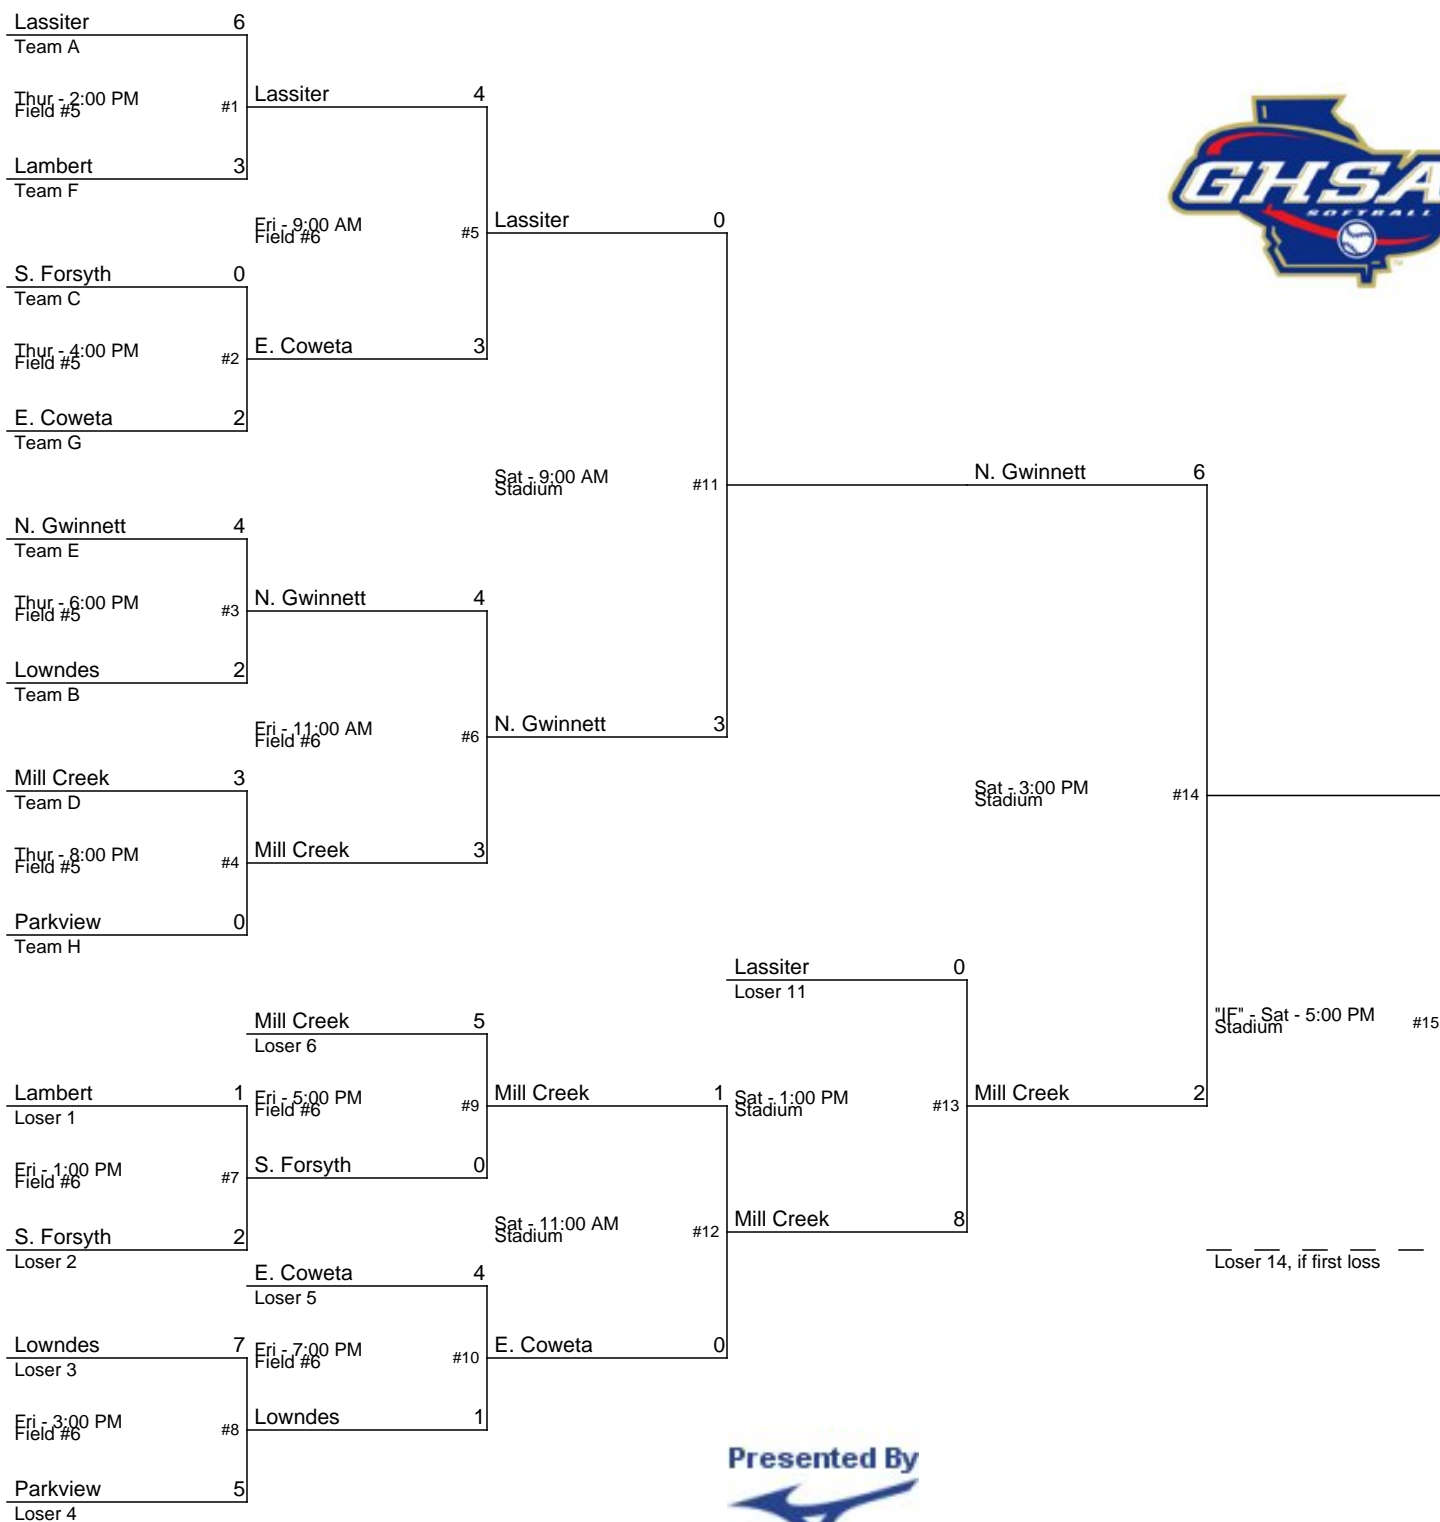 Lassiter 6
Team A
Thur - 2:00 PM
Field #5
#1
Lassiter 4
Lambert 3
Team F
Eri - 9:00 AM
Field #6
#5
Lassiter 0
GHSA
SOFTBALL
TM
S. Forsyth 0
Team C
Thur - 4:00 PM
Field #5
#2
E. Coweta 3
E. Coweta 2
Team G
Sat - 9:00 AM
Stadium
#11
N. Gwinnett 6
N. Gwinnett 4
Team E
Thur - 6:00 PM
Field #5
#3
N. Gwinnett 4
Lowndes 2
Team B
Eri - 11:00 AM
Field #6
#6
N. Gwinnett 3
Mill Creek 3
Team D
Sat - 3:00 PM
Stadium
#14
Thur - 8:00 PM
Field #5
#4
Mill Creek 3
Parkview 0
Team H
Lassiter 0
Loser 11
Mill Creek 5
Loser 6
"IF" - Sat - 5:00 PM
Stadium
#15
Lambert 1
Loser 1
Eri - 5:00 PM
Field #6
#9
Mill Creek 1
Sat - 1:00 PM
Stadium
#13
Mill Creek 2
Eri - 1:00 PM
Field #6
#7
S. Forsyth 0
S. Forsyth 2
Loser 2
Sat - 11:00 AM
Stadium
#12
Mill Creek 8
E. Coweta 4
Loser 5
Loser 14, if first loss
Lowndes 7
Loser 3
Eri - 7:00 PM
Field #6
#10
E. Coweta 0
Eri - 3:00 PM
Field #6
#8
Lowndes 1
Parkview 5
Loser 4
Presented By